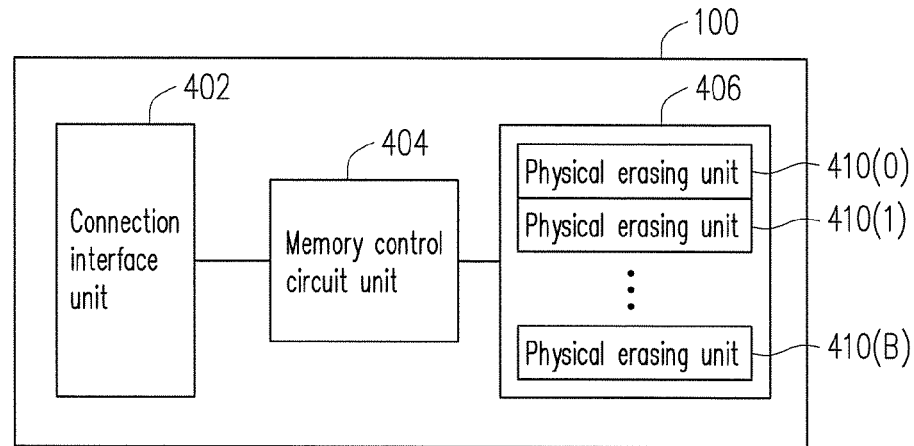 100
402
404
406
Connection
interface
unit
Memory control
circuit unit
Physical erasing unit
410(0)
Physical erasing unit
410(1)
Physical erasing unit
410(B)